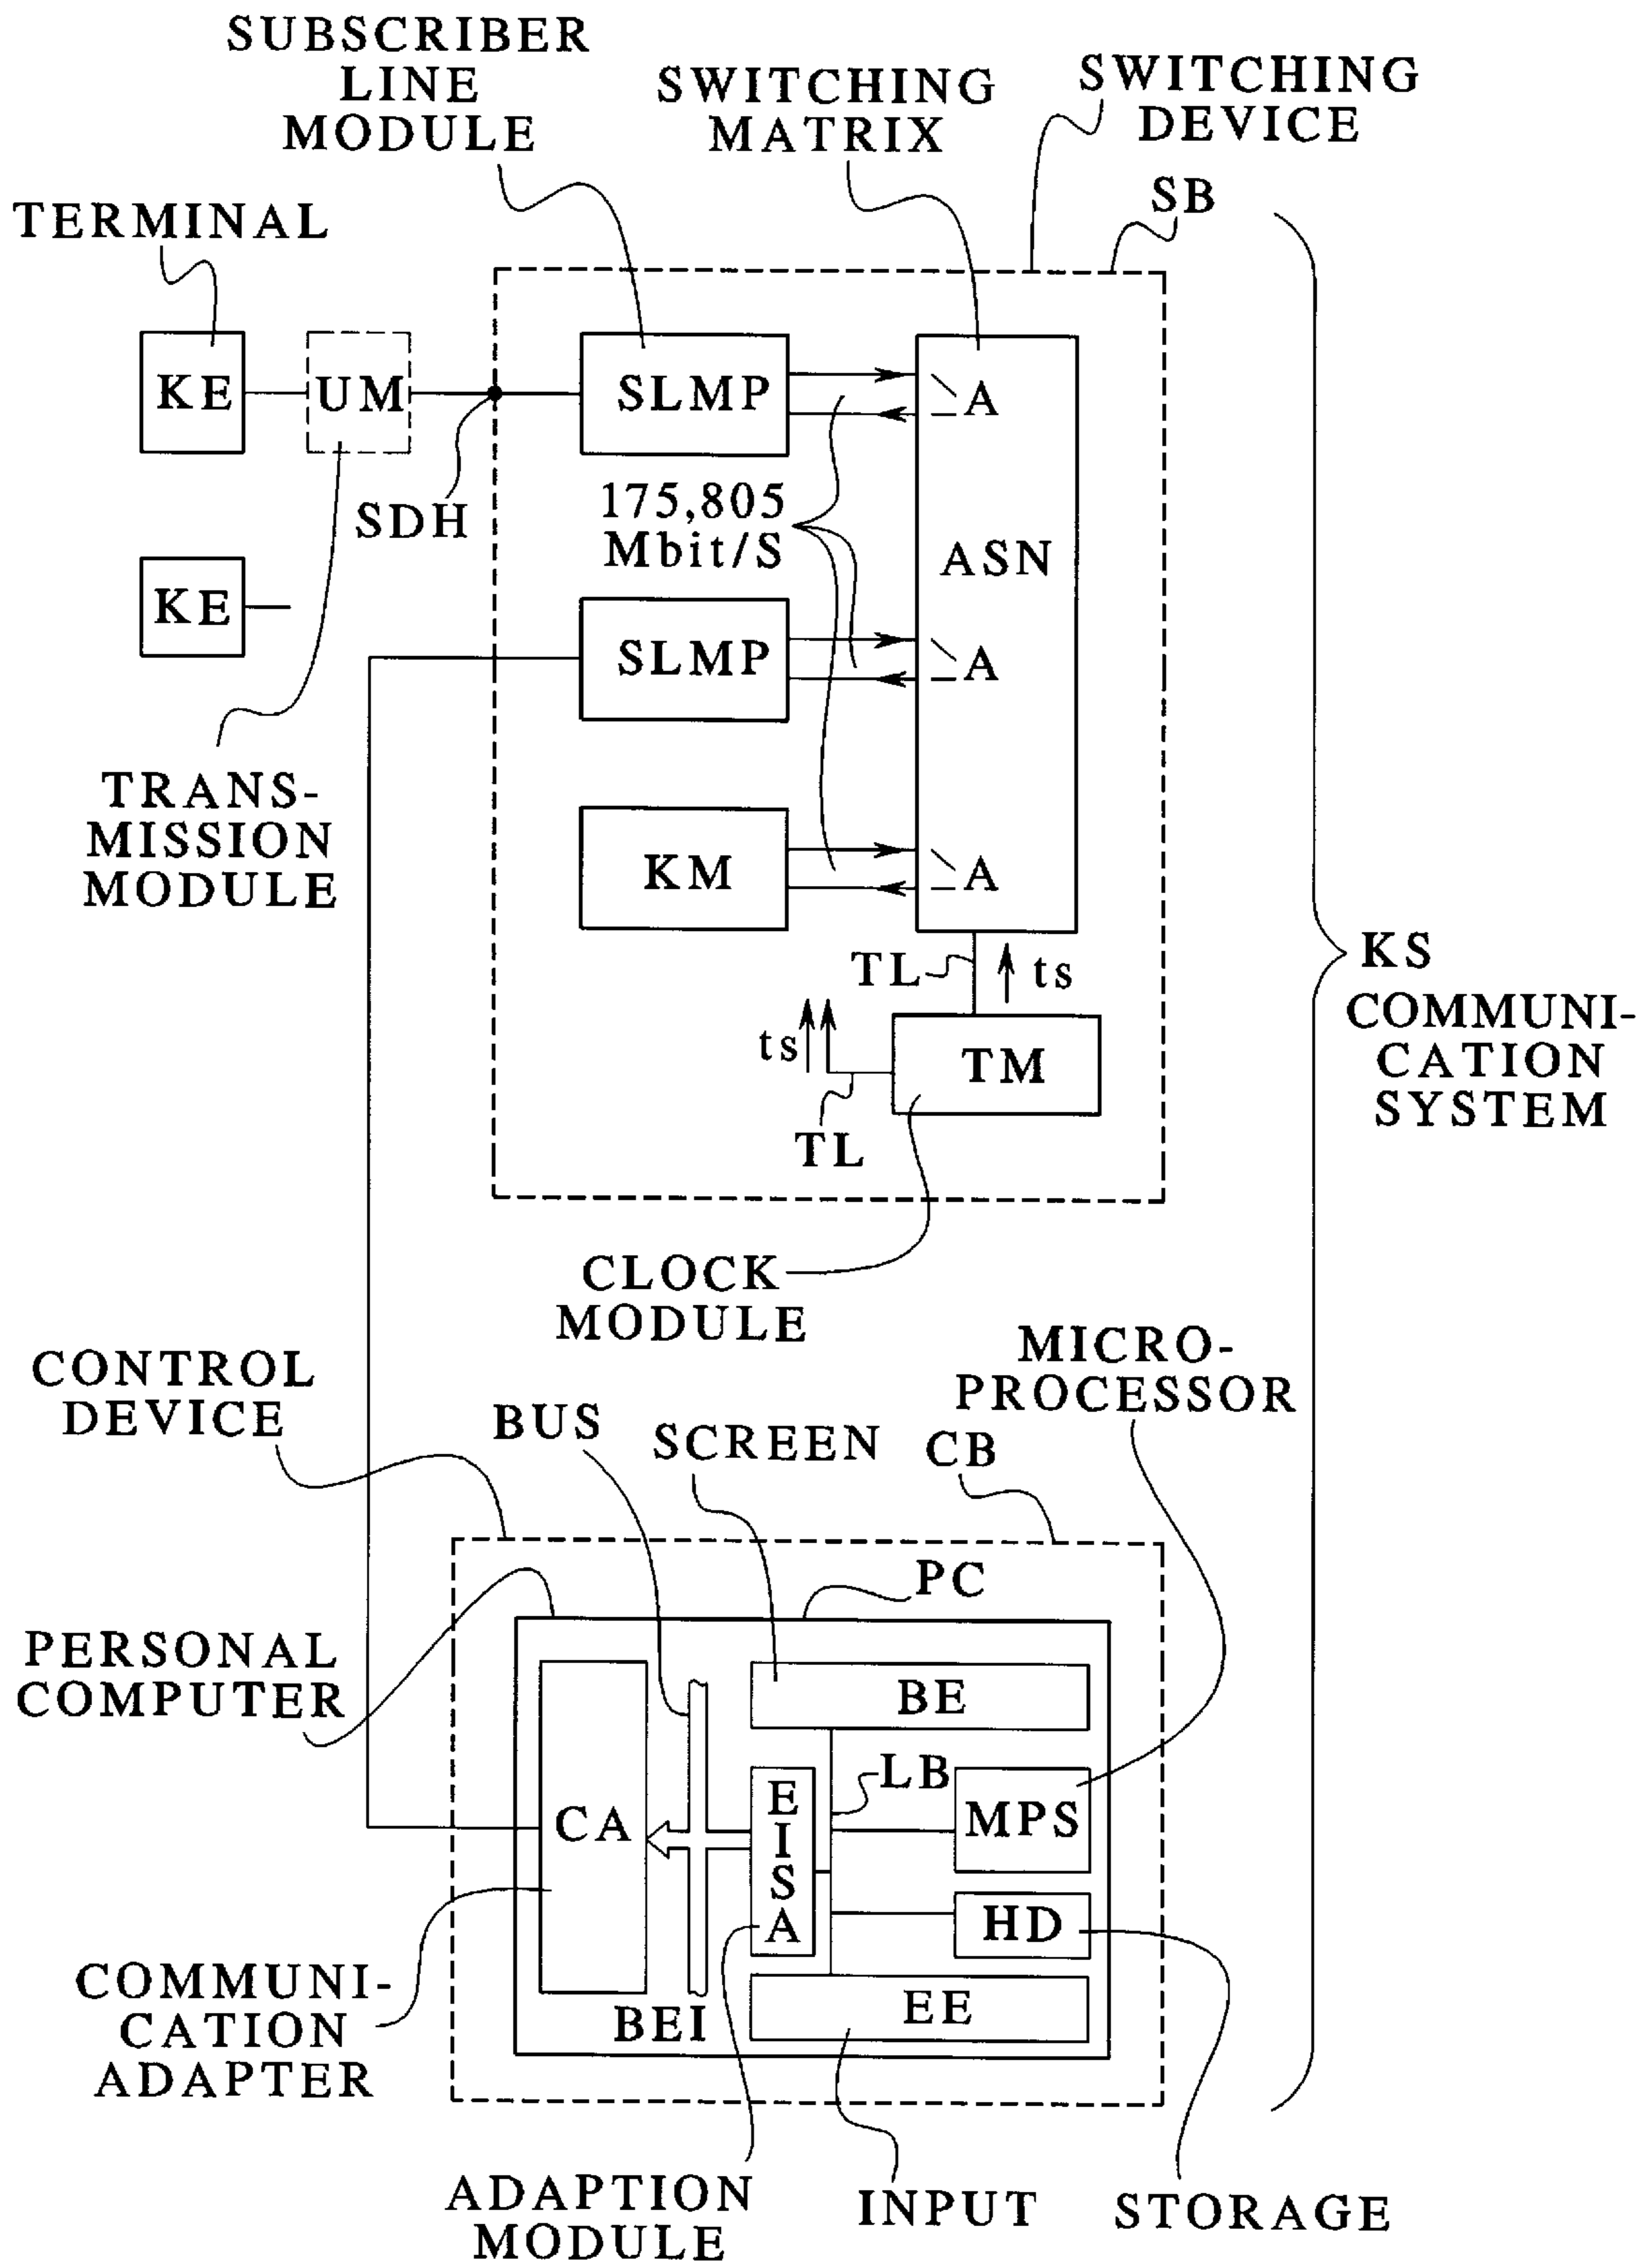 SUBSCRIBER
LINE
MODULE
SWITCHING
MATRIX
SWITCHING
DEVICE
SB
TERMINAL
KE
UM
SLMP
A
SDH
175,805
Mbit/S
ASN
KE
SLMP
A
TRANS-
MISSION
MODULE
KM
A
TL
ts
KS
COMMUNI-
CATION
SYSTEM
ts
TM
TL
CLOCK
MODULE
CONTROL
DEVICE
BUS
SCREEN
CB
MICRO-
PROCESSOR
PC
PERSONAL
COMPUTER
BE
LB
CA
E
I
S
A
MPS
HD
EE
BEI
COMMUNI-
CATION
ADAPTER
ADAPTION
MODULE
INPUT
STORAGE